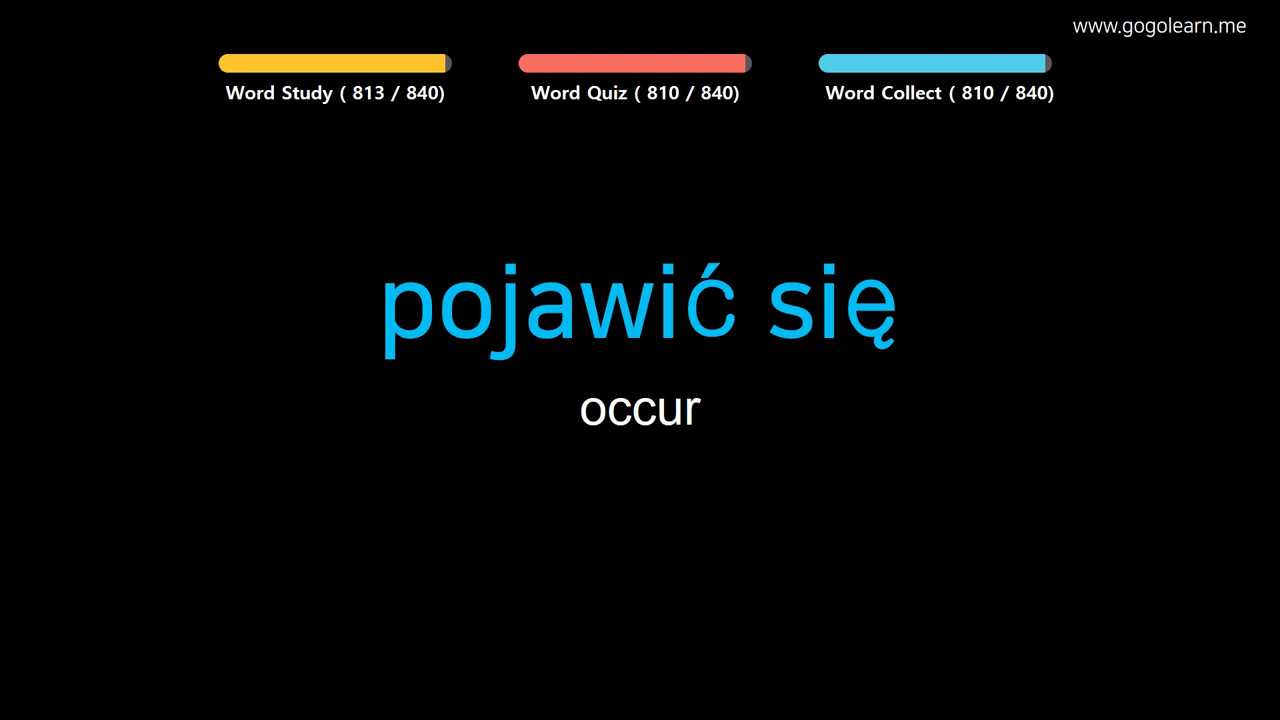 www.gogolearn.me
Word Study ( 813 / 840)
Word Quiz ( 810 / 840)
Word Collect ( 810 / 840)
pojawić się
occur